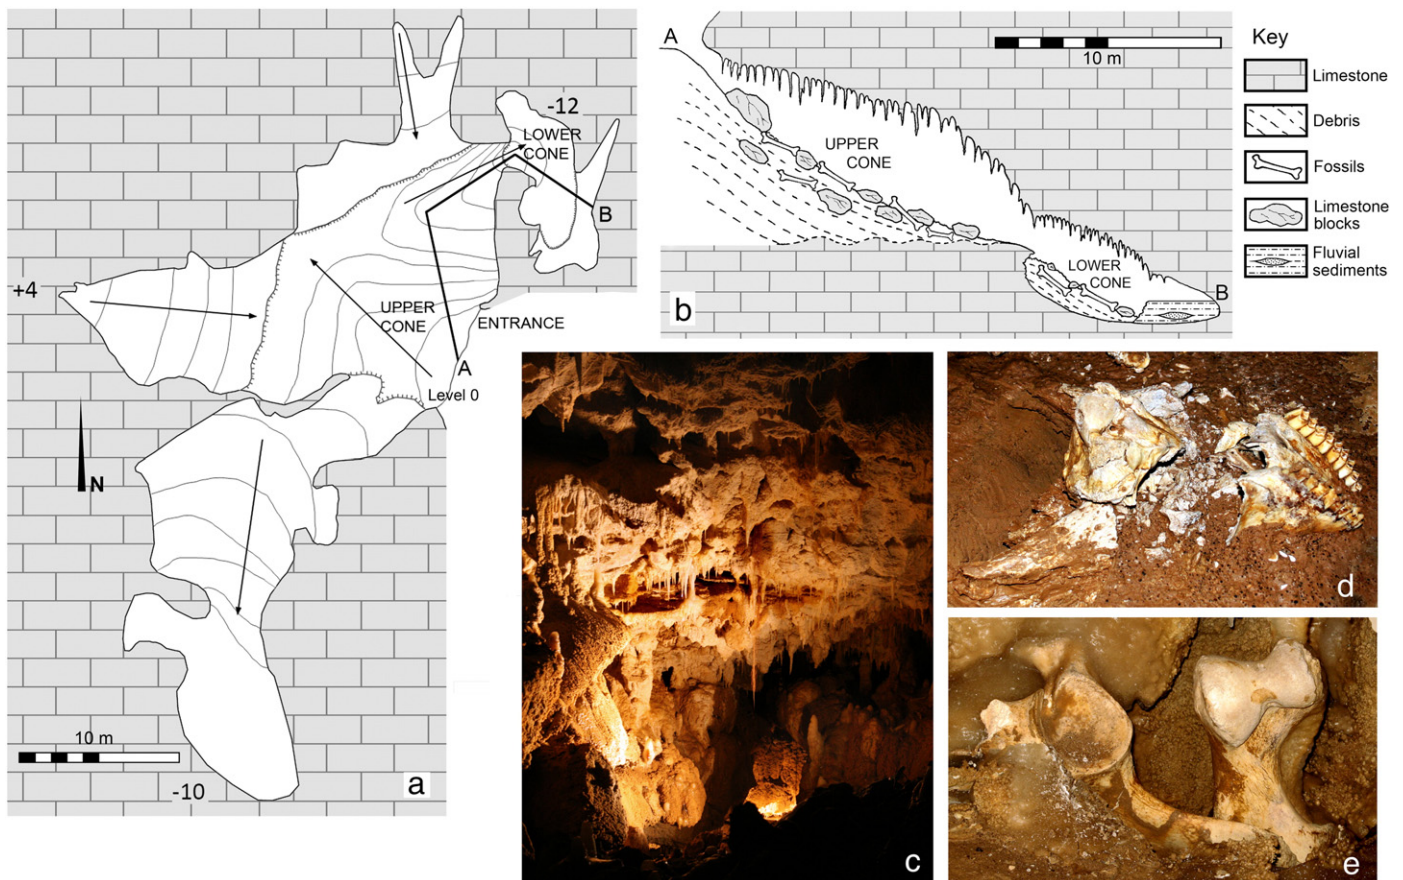 -12
LOWER
CONE
B
+4
UPPER
CONE
ENTRANCE
A
Level 0
N
10 m
-10
a
A
10 m
UPPER
CONE
LOWER
CONE
B
b
Key
Limestone
Debris
Fossils
Limestone
blocks
Fluvial
sediments
c
d
e